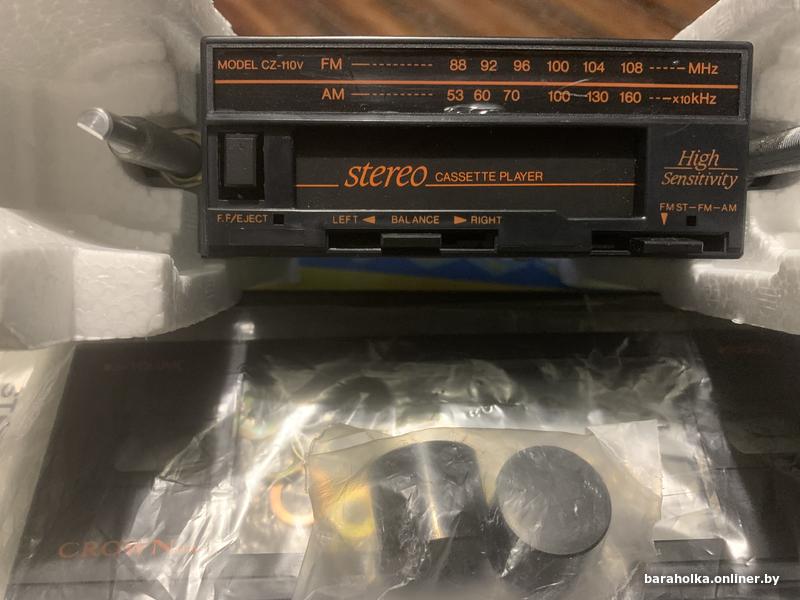 MODEL CZ-110V FM 88 92 96 100 104 108 MHz
AM 53 60 70 100 130 160 x10kHz
stereo CASSETTE PLAYER
High
Sensitivity
F.F/EJECT
LEFT ◄ BALANCE ► RIGHT
FM ST-FM-AM
CROWN
baraholka.onliner.by